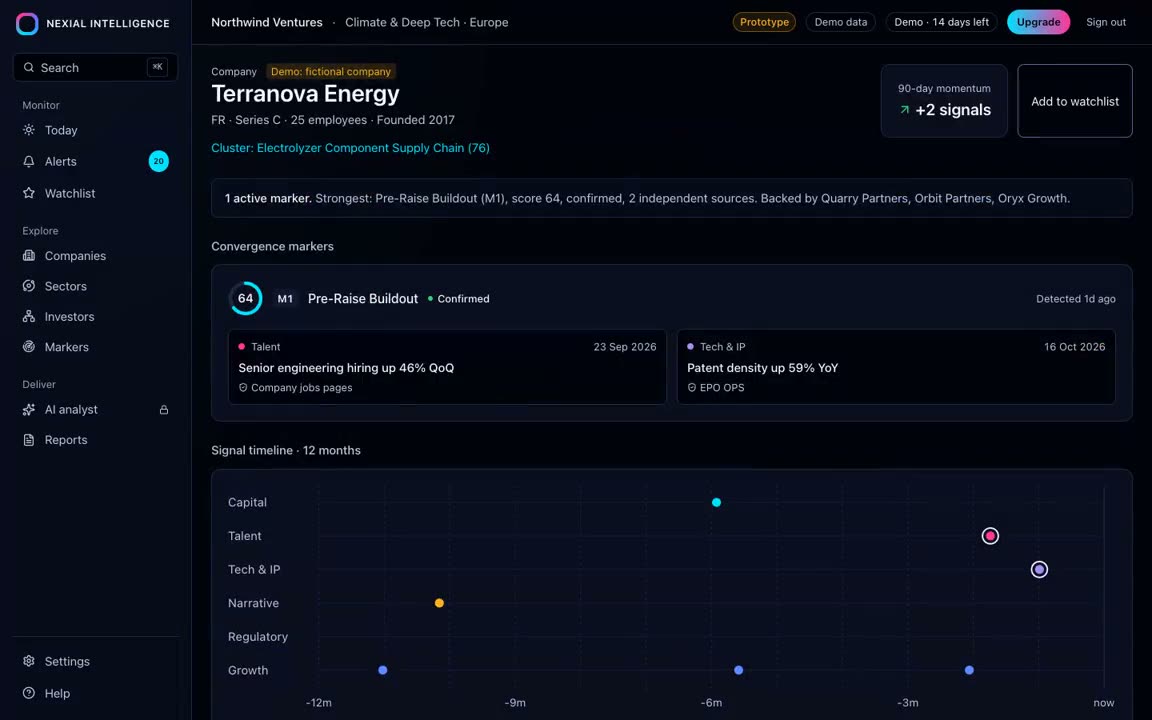 NEXIAL INTELLIGENCE
Northwind Ventures · Climate & Deep Tech · Europe
Prototype
Demo data
Demo · 14 days left
Upgrade
Sign out
Search
⌘K
Monitor
Today
Alerts
20
Watchlist
Explore
Companies
Sectors
Investors
Markers
Deliver
AI analyst
Reports
Settings
Help
Company
Demo: fictional company
Terranova Energy
FR · Series C · 25 employees · Founded 2017
Cluster: Electrolyzer Component Supply Chain (76)
90-day momentum
+2 signals
Add to watchlist
1 active marker. Strongest: Pre-Raise Buildout (M1), score 64, confirmed, 2 independent sources. Backed by Quarry Partners, Orbit Partners, Oryx Growth.
Convergence markers
64
M1
Pre-Raise Buildout
Confirmed
Detected 1d ago
Talent
23 Sep 2026
Senior engineering hiring up 46% QoQ
Company jobs pages
Tech & IP
16 Oct 2026
Patent density up 59% YoY
EPO OPS
Signal timeline · 12 months
Capital
Talent
Tech & IP
Narrative
Regulatory
Growth
-12m
-9m
-6m
-3m
now